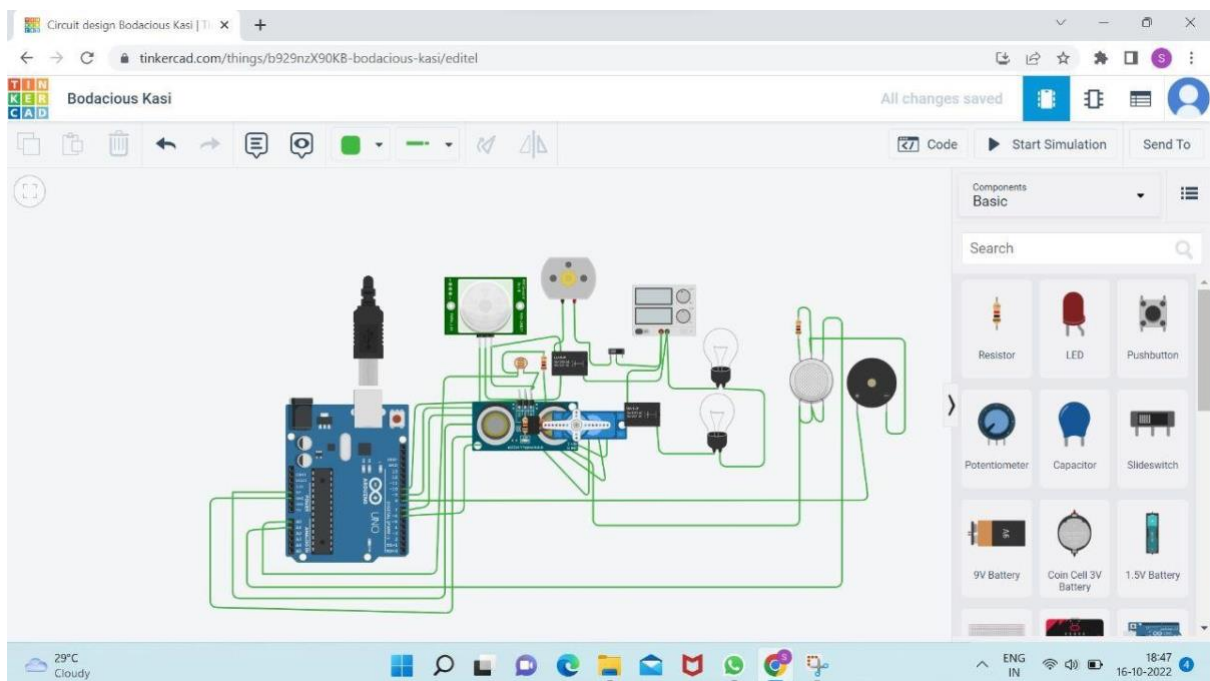 Circuit design Bodacious Kasi | Ti
tinkercad.com/things/b929nzX90KB-bodacious-kasi/editel
S
TIN
KER
CAD
Bodacious Kasi
All changes saved
Code
Start Simulation
Send To
Components
Basic
Search
Resistor
LED
Pushbutton
Potentiometer
Capacitor
Slideswitch
9V Battery
Coin Cell 3V
Battery
1.5V Battery
UNO
29°C
Cloudy
ENG
IN
18:47
16-10-2022
4